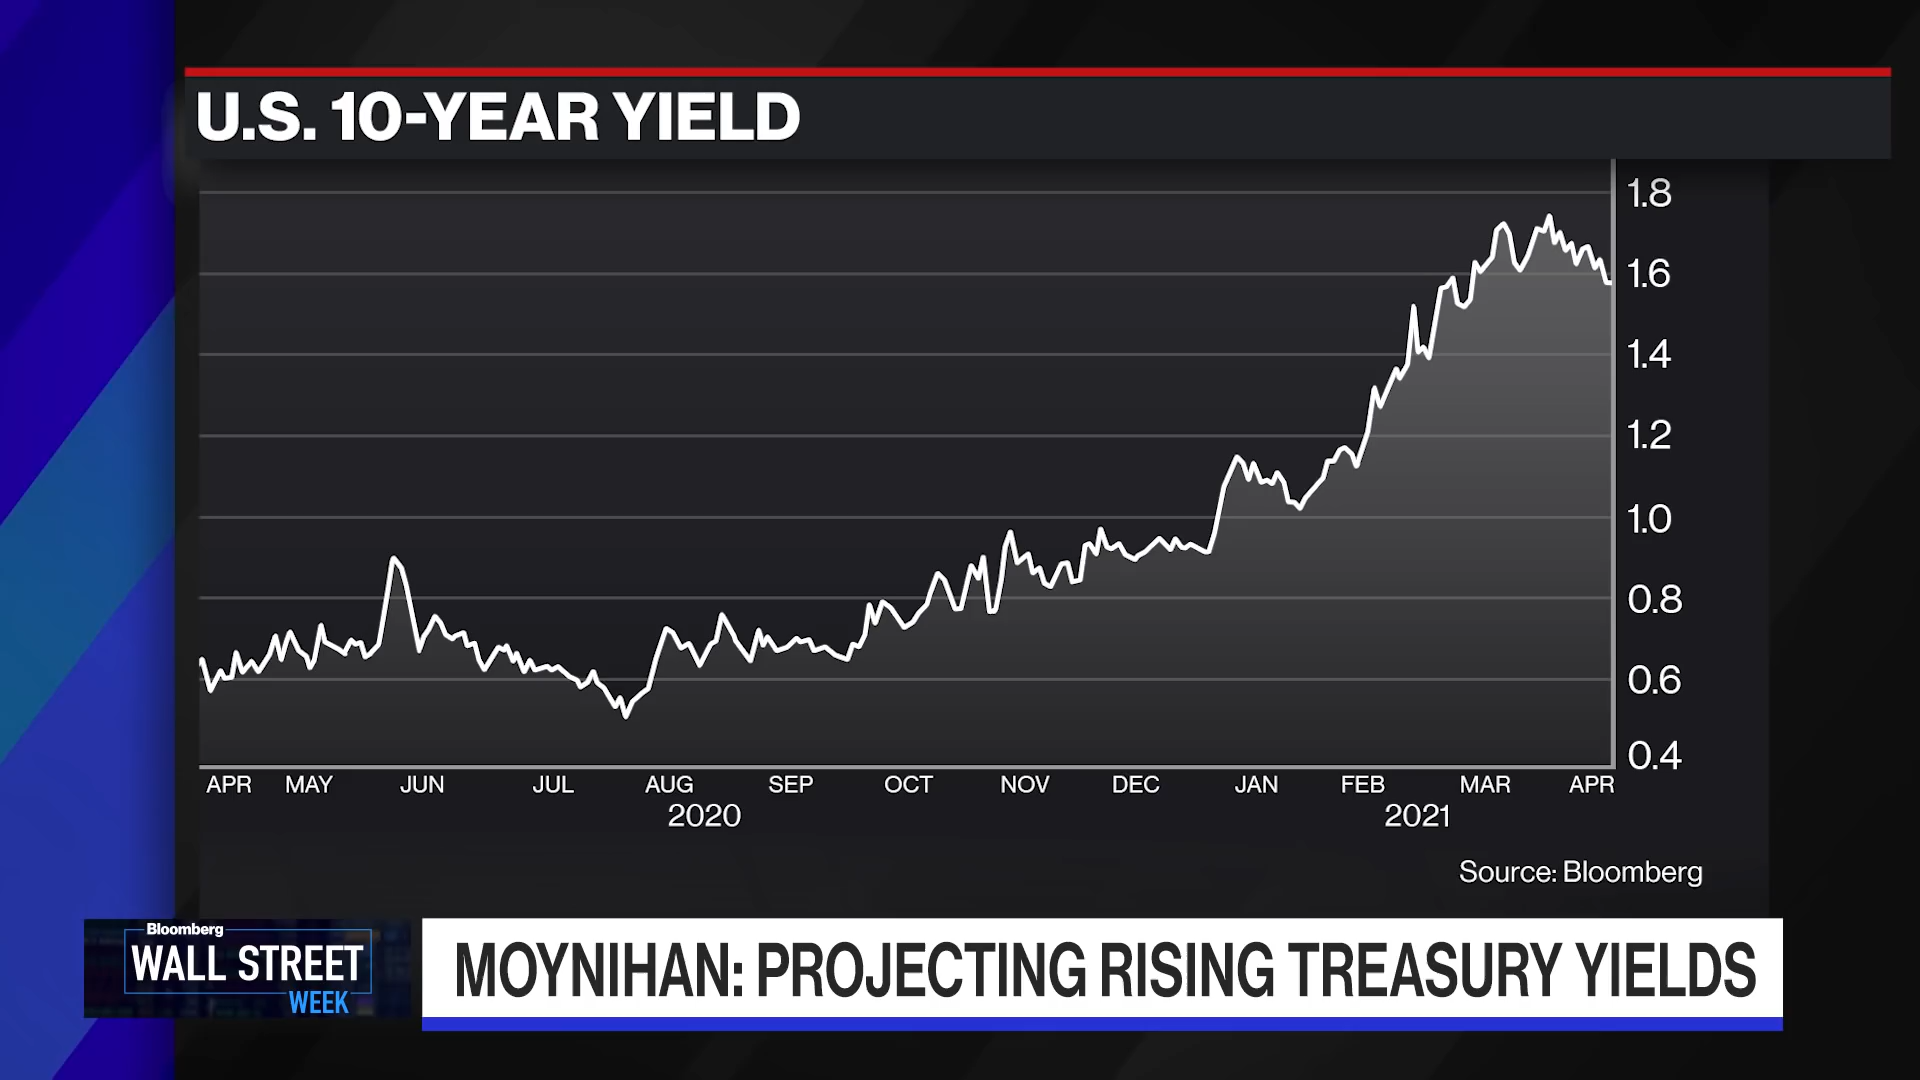 U.S. 10-YEAR YIELD
1.8
1.6
1.4
1.2
1.0
0.8
0.6
0.4
APR MAY JUN JUL AUG SEP OCT NOV DEC JAN FEB MAR APR
2020 2021
Source: Bloomberg
Bloomberg
WALL STREET
WEEK
MOYNIHAN: PROJECTING RISING TREASURY YIELDS